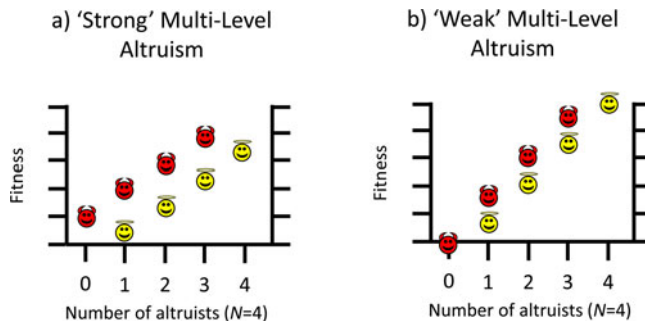 a) ‘Strong’ Multi-Level
Altruism
Fitness
0 1 2 3 4
Number of altruists (N=4)
b) ‘Weak’ Multi-Level
Altruism
Fitness
0 1 2 3 4
Number of altruists (N=4)